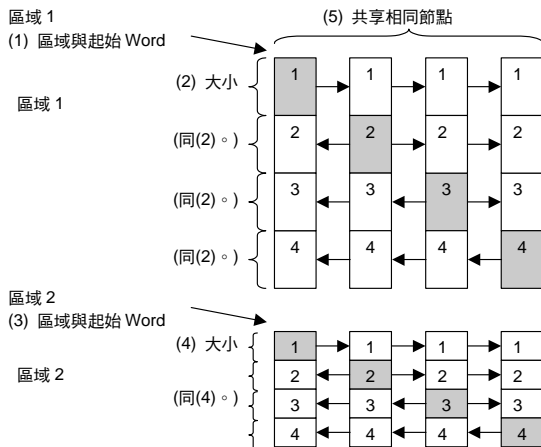 區域 1
(5) 共享相同節點
(1) 區域與起始 Word
(2) 大小
1 1 1 1
區域 1
(同(2)。)
2 2 2 2
(同(2)。)
3 3 3 3
(同(2)。)
4 4 4 4
區域 2
(3) 區域與起始 Word
(4) 大小
1 1 1 1
區域 2
2 2 2 2
(同(4)。)
3 3 3 3
4 4 4 4